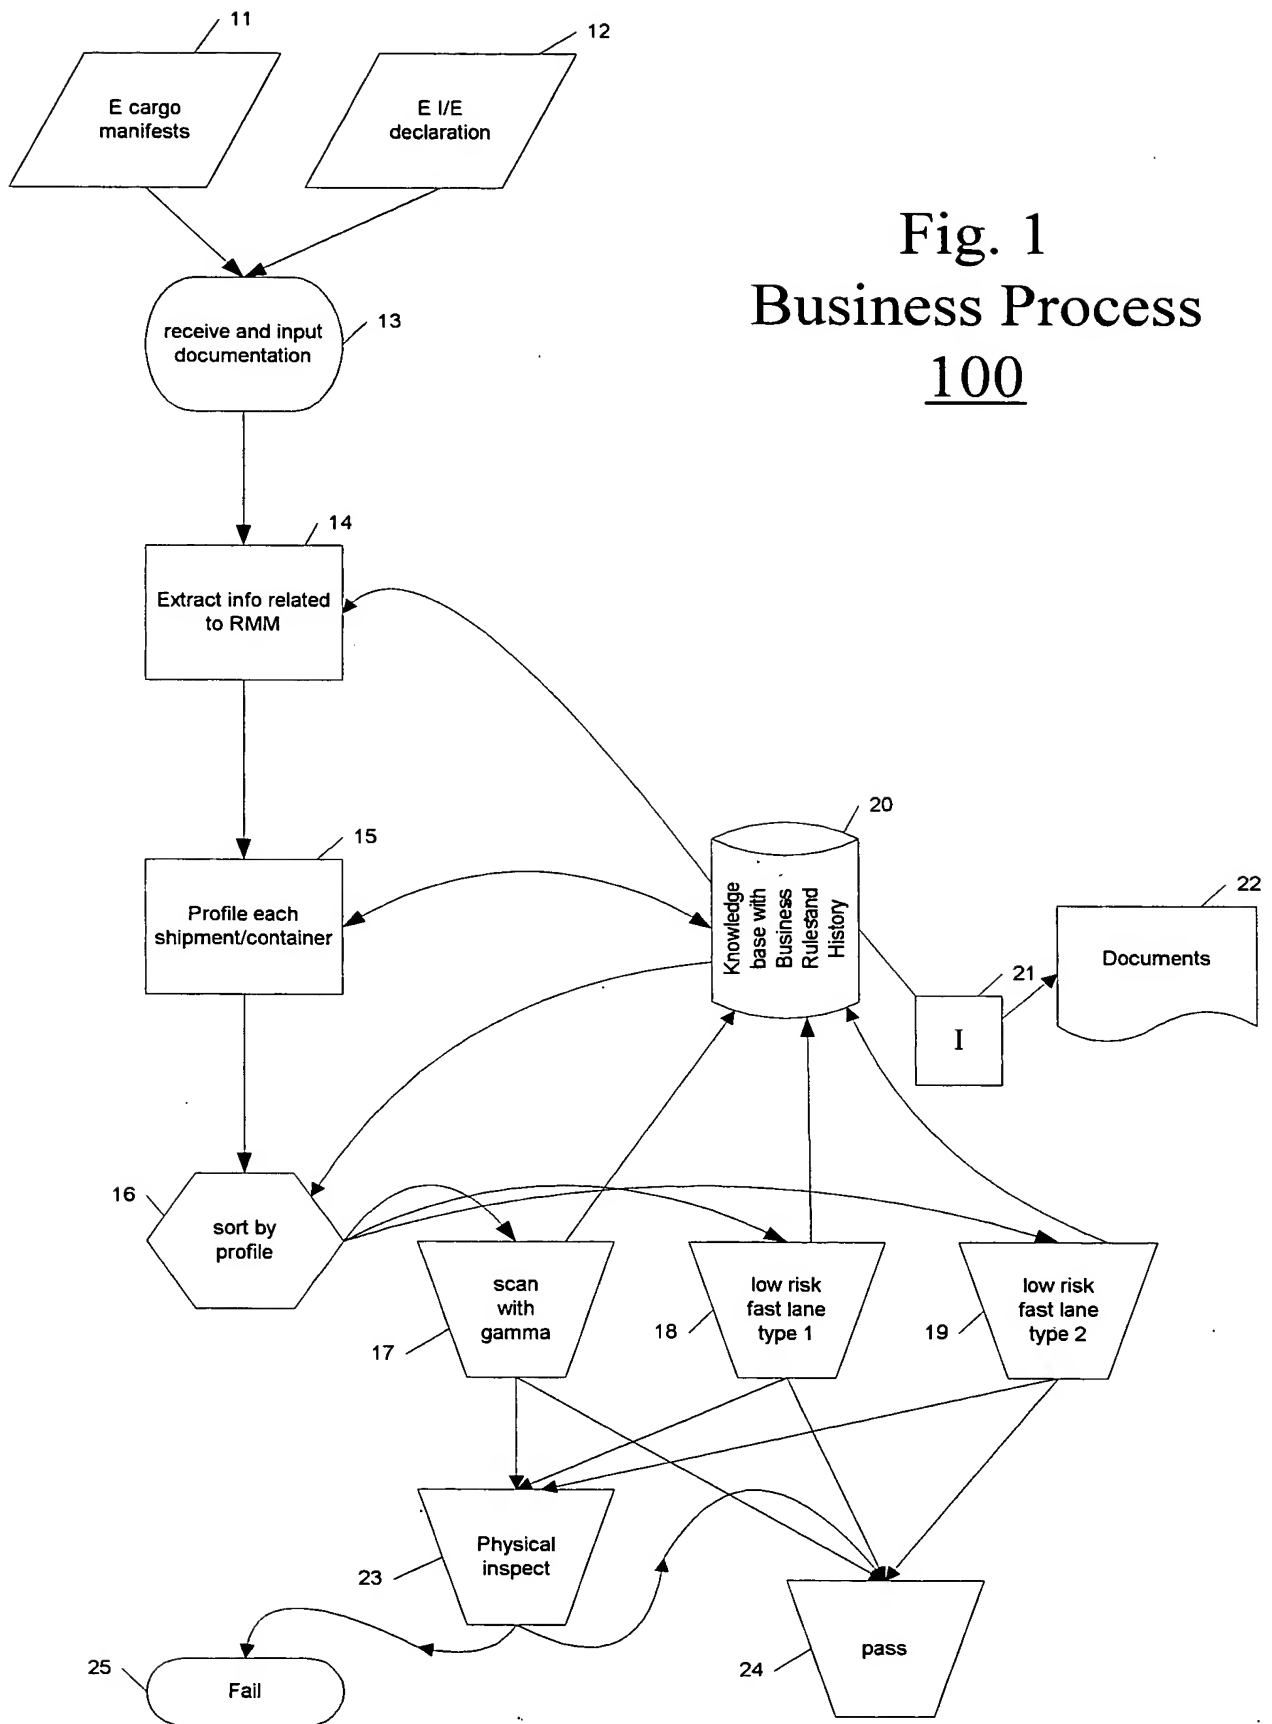 11
12
E cargo
manifests
E I/E
declaration
Fig. 1
Business Process
100
receive and input
documentation
13
14
Extract info related
to RMM
15
Profile each
shipment/container
20
Knowledge
base with
Business
Rulesand
History
22
Documents
21
I
16
sort by
profile
scan
with
gamma
17
low risk
fast lane
type 1
18
low risk
fast lane
type 2
19
Physical
inspect
23
pass
24
25
Fail